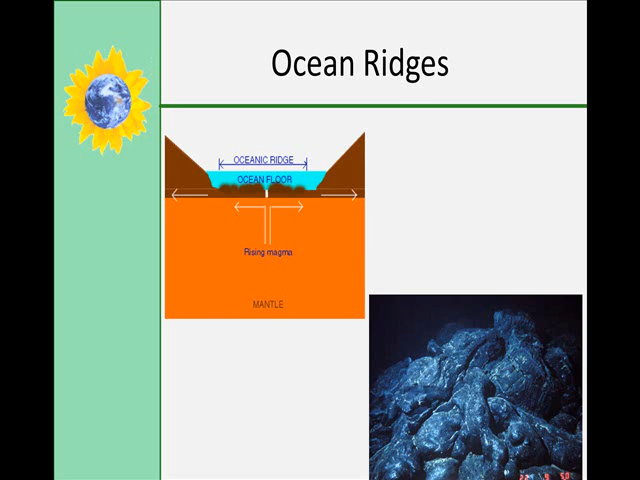 Ocean Ridges
OCEANIC RIDGE
OCEAN FLOOR
Rising magma
MANTLE